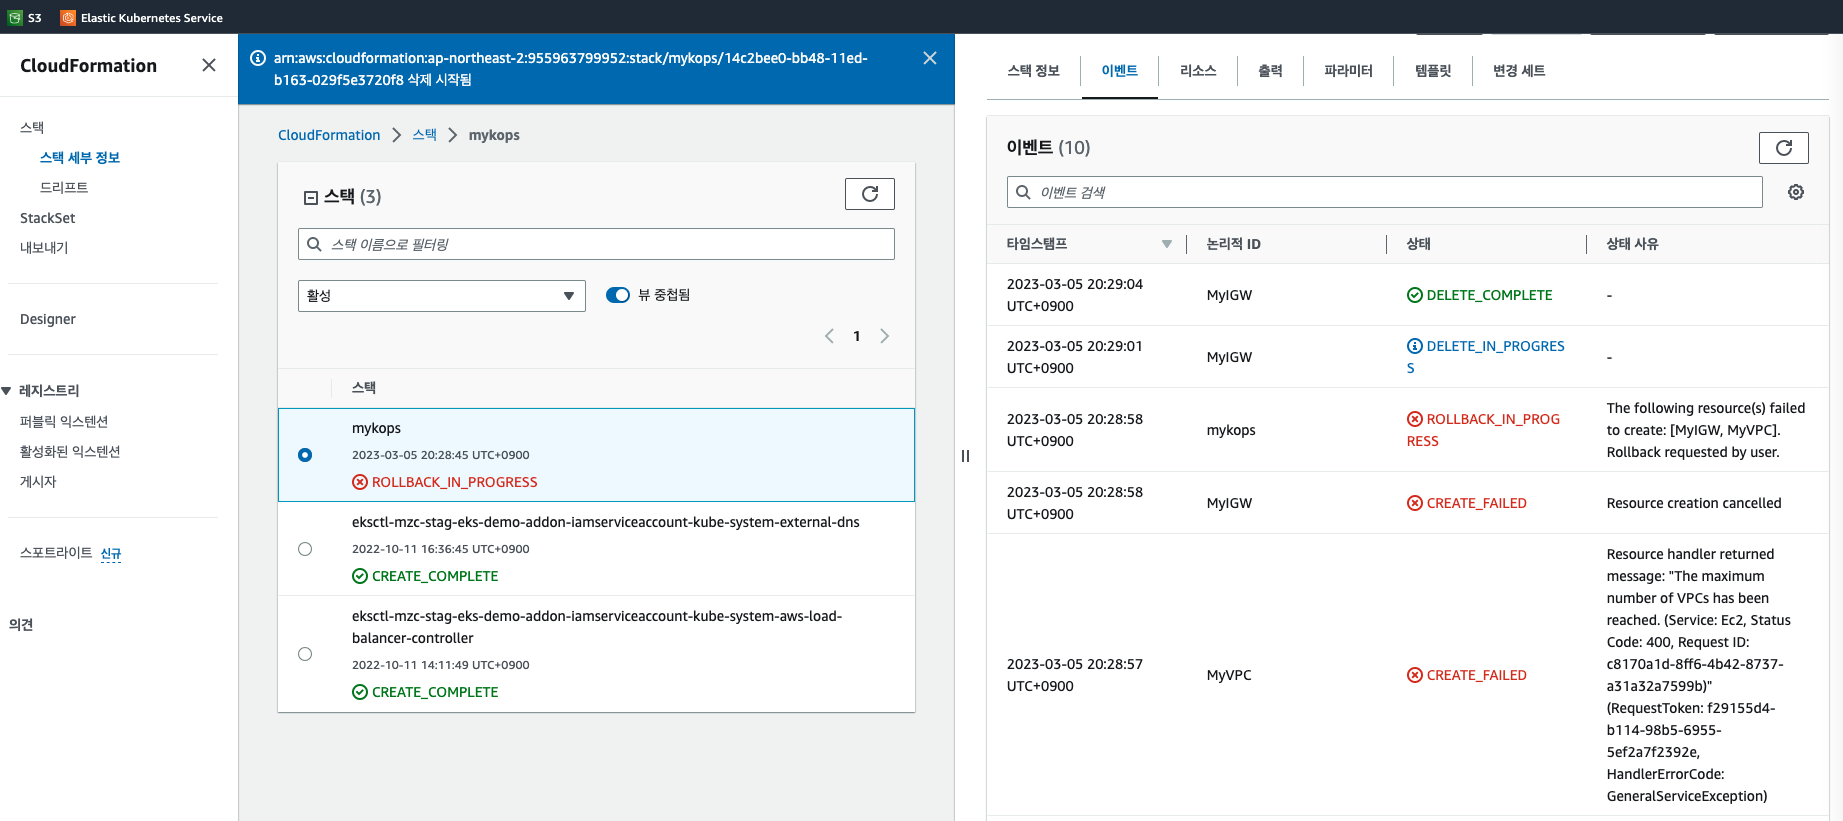 S3
Elastic Kubernetes Service
CloudFormation
스택
스택 세부 정보
드리프트
StackSet
내보내기
Designer
레지스트리
퍼블릭 익스텐션
활성화된 익스텐션
게시자
스포트라이트 신규
의견
arn:aws:cloudformation:ap-northeast-2:955963799952:stack/mykops/14c2bee0-bb48-11ed-
b163-029f5e3720f8 삭제 시작됨
CloudFormation > 스택 > mykops
스택 (3)
스택 이름으로 필터링
활성
뷰 중첩됨
1
스택
mykops
2023-03-05 20:28:45 UTC+0900
ROLLBACK_IN_PROGRESS
eksctl-mzc-stag-eks-demo-addon-iamserviceaccount-kube-system-external-dns
2022-10-11 16:36:45 UTC+0900
CREATE_COMPLETE
eksctl-mzc-stag-eks-demo-addon-iamserviceaccount-kube-system-aws-load-
balancer-controller
2022-10-11 14:11:49 UTC+0900
CREATE_COMPLETE
스택 정보
이벤트
리소스
출력
파라미터
템플릿
변경 세트
이벤트 (10)
이벤트 검색
타임스탬프
논리적 ID
상태
상태 사유
2023-03-05 20:29:04
UTC+0900
MyIGW
DELETE_COMPLETE
-
2023-03-05 20:29:01
UTC+0900
MyIGW
DELETE_IN_PROGRES
S
-
2023-03-05 20:28:58
UTC+0900
mykops
ROLLBACK_IN_PROG
RESS
The following resource(s) failed
to create: [MyIGW, MyVPC].
Rollback requested by user.
2023-03-05 20:28:58
UTC+0900
MyIGW
CREATE_FAILED
Resource creation cancelled
2023-03-05 20:28:57
UTC+0900
MyVPC
CREATE_FAILED
Resource handler returned
message: "The maximum
number of VPCs has been
reached. (Service: Ec2, Status
Code: 400, Request ID:
c8170a1d-8ff6-4b42-8737-
a31a32a7599b)"
(RequestToken: f29155d4-
b114-98b5-6955-
5ef2a7f2392e,
HandlerErrorCode:
GeneralServiceException)